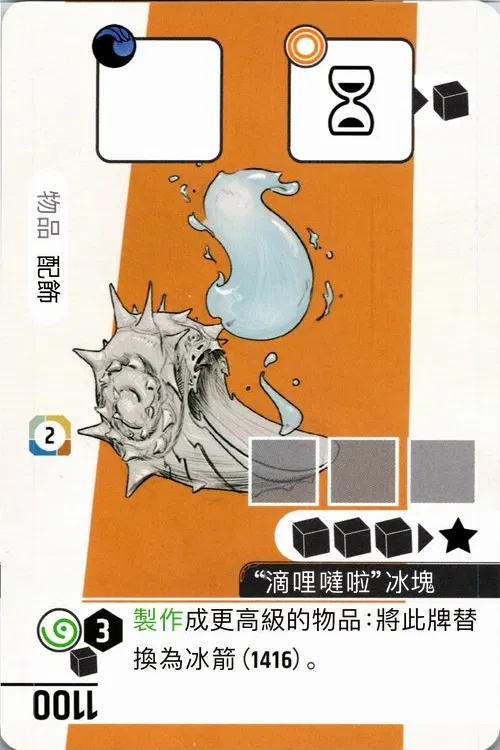 物品 配飾
2
“滴哩噠啦”冰塊
3
製作成更高級的物品：將此牌替
換為冰箭（1416）。
1100